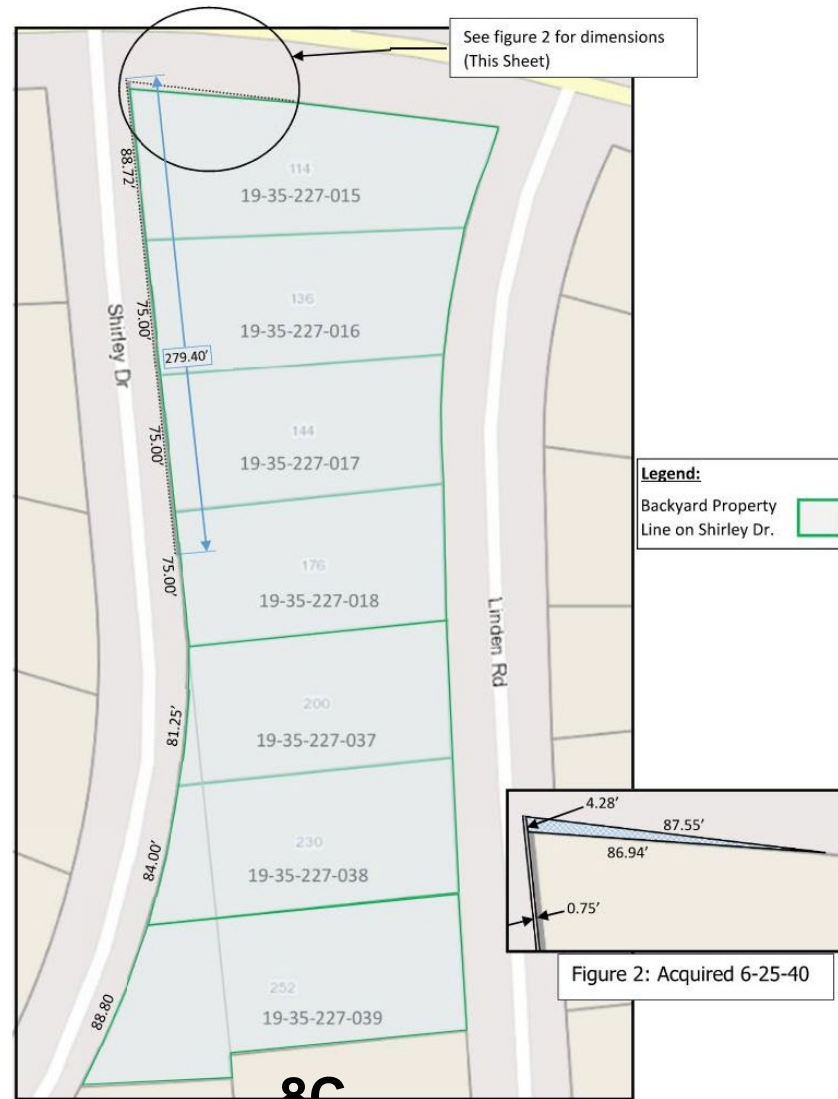 See figure 2 for dimensions
(This Sheet)
88.72'
114
19-35-227-015
136
19-35-227-016
75.00'
Shirley Dr
279.40'
144
19-35-227-017
75.00'
Legend:
Backyard Property
Line on Shirley Dr.
176
19-35-227-018
75.00'
Linden Rd
200
19-35-227-037
81.25'
4.28'
87.55'
86.94'
230
19-35-227-038
84.00'
0.75'
Figure 2: Acquired 6-25-40
252
19-35-227-039
88.80
8C